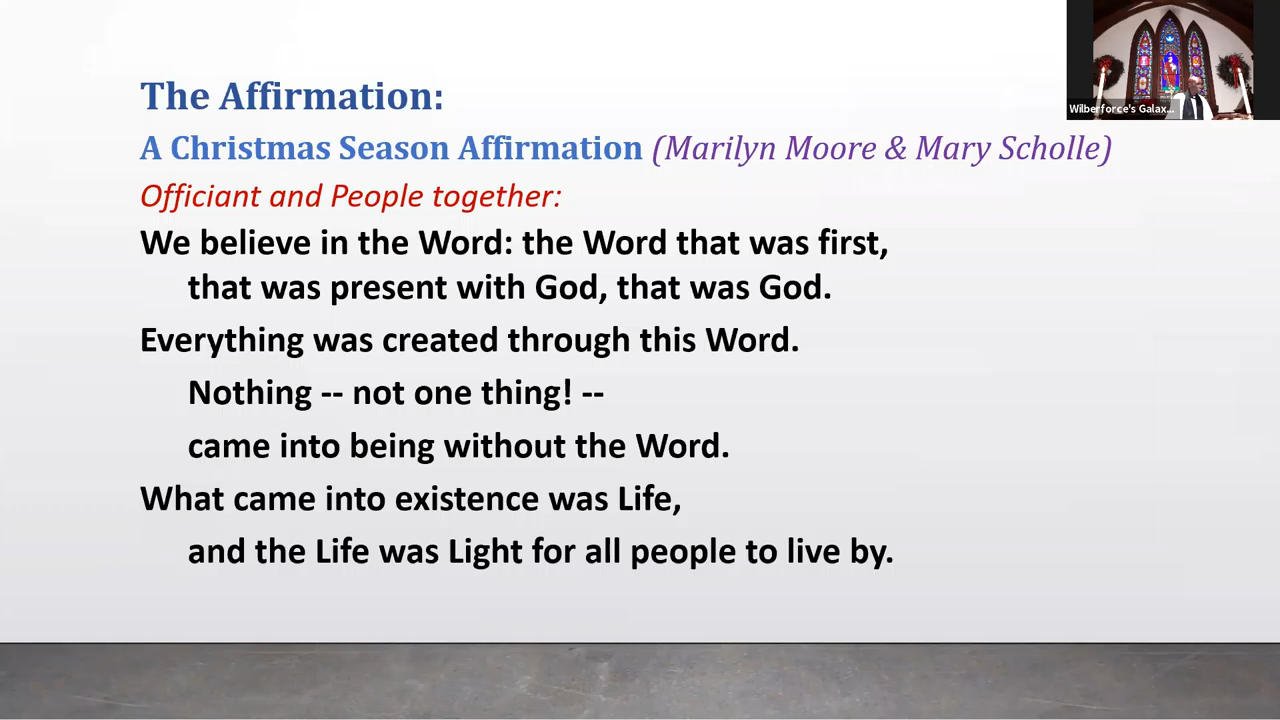 The Affirmation:
A Christmas Season Affirmation (Marilyn Moore & Mary Scholle)
Officiant and People together:
We believe in the Word: the Word that was first,
that was present with God, that was God.
Everything was created through this Word.
Nothing -- not one thing! --
came into being without the Word.
What came into existence was Life,
and the Life was Light for all people to live by.
Wilberforce's Galax...